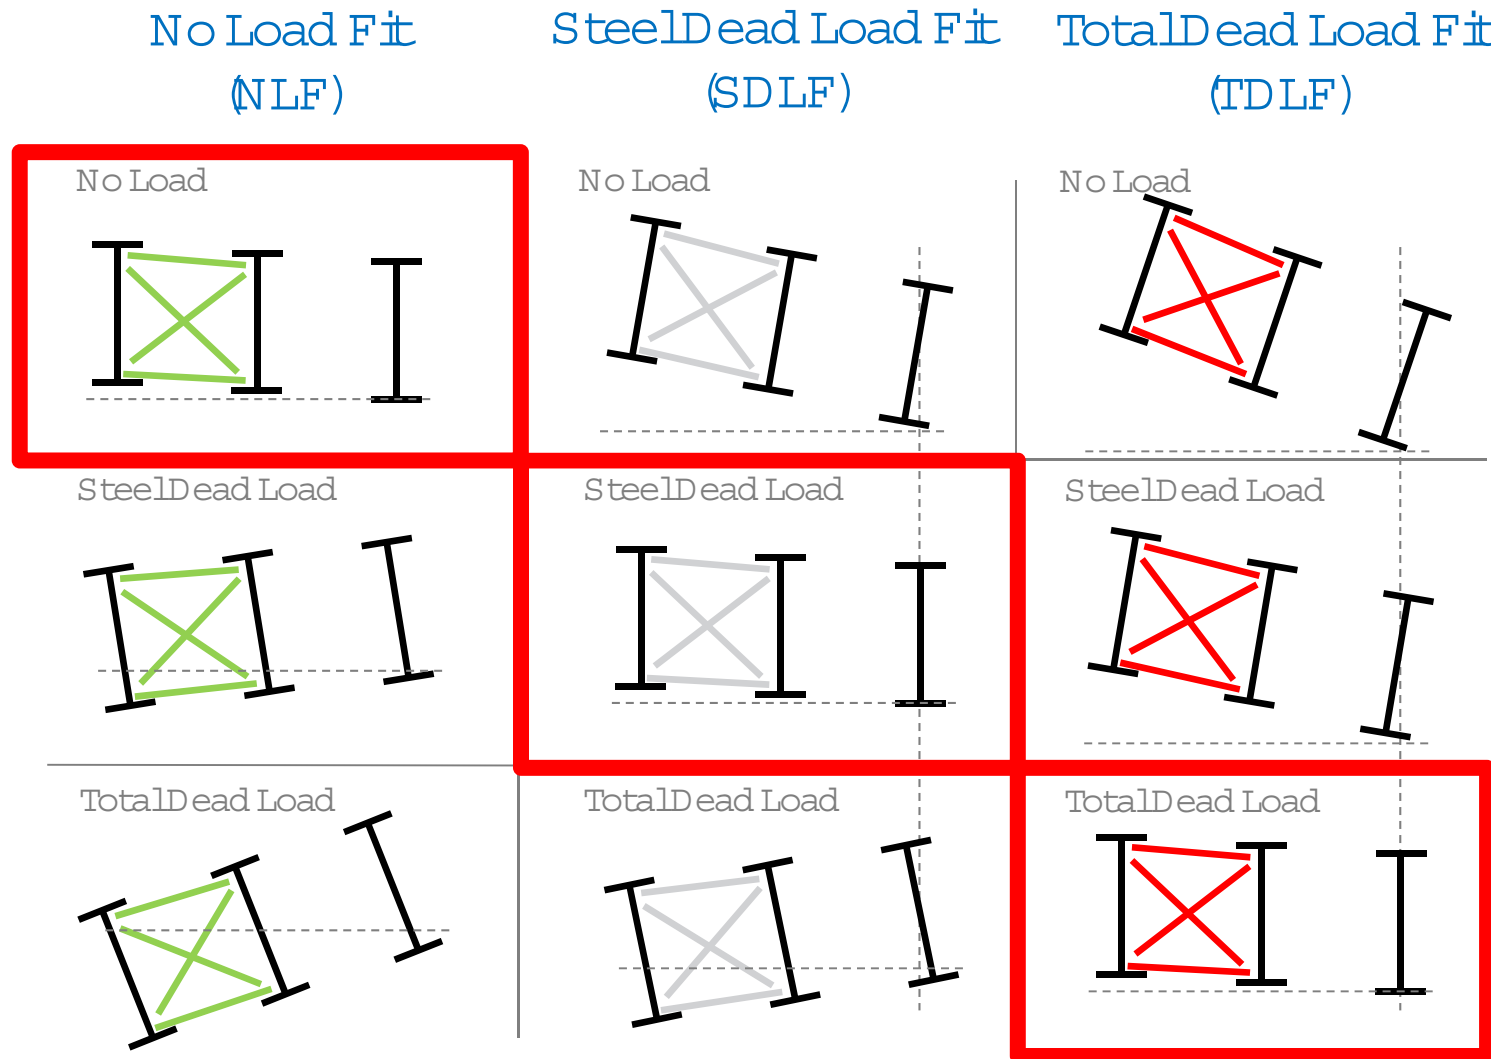 No Load Fit
(NLF)
Steel Dead Load Fit
(SDLF)
Total Dead Load Fit
(TDLF)
No Load
No Load
No Load
Steel Dead Load
Steel Dead Load
Steel Dead Load
Total Dead Load
Total Dead Load
Total Dead Load